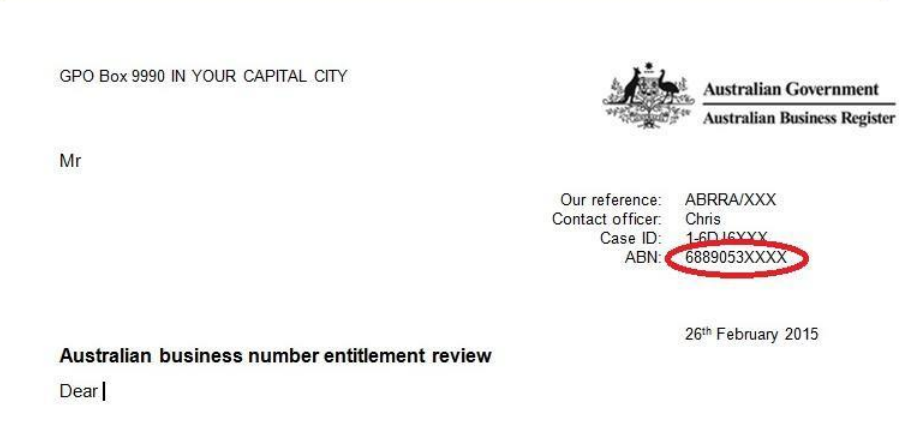 GPO Box 9990 IN YOUR CAPITAL CITY
Australian Government
Australian Business Register
Mr
Our reference: ABRRA/XXX
Contact officer: Chris
Case ID: 1-6DJ6XXX
ABN: 6889053XXXX
26th February 2015
Australian business number entitlement review
Dear